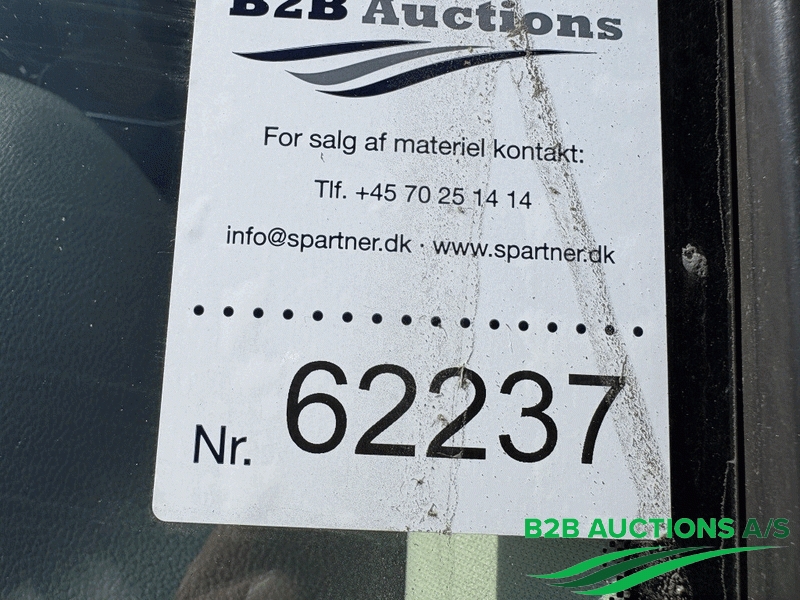 B2B Auctions
For salg af materiel kontakt:
Tlf. +45 70 25 14 14
info@spartner.dk · www.spartner.dk
Nr. 62237
B2B AUCTIONS A/S